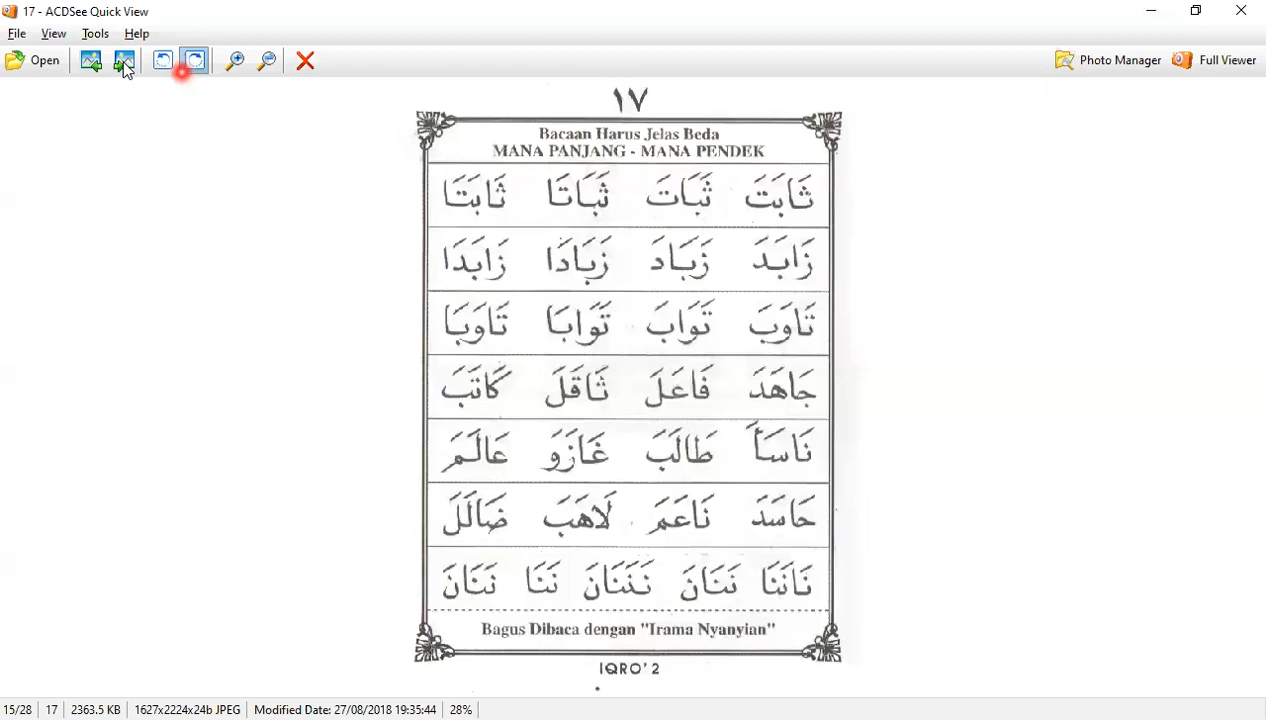 17 - ACDSee Quick View
File View Tools Help
Open Photo Manager Full Viewer
١٧
Bacaan Harus Jelas Beda
MANA PANJANG - MANA PENDEK
ثَابَتَ ثَبَاتَ ثَبَاتَا ثَابَتَا
زَابَدَ زَبَادَ زَبَادَا زَابَدَا
تَاوَبَ تَوَابَ تَوَابَا تَاوَبَا
جَاهَدَ فَاعَلَ ثَاقَلَ كَاتَبَ
نَاسَأَ طَالَبَ غَازَوَ عَالَمَ
حَاسَدَ نَاعَمَ لَاهَبَ ضَالَلَ
نَانَنَا نَنَانَ نَنَنَانَ نَنَا نَنَانَ
Bagus Dibaca dengan "Irama Nyanyian"
IQRO' 2
15/28 17 2363.5 KB 1627x2224x24b JPEG Modified Date: 27/08/2018 19:35:44 28%